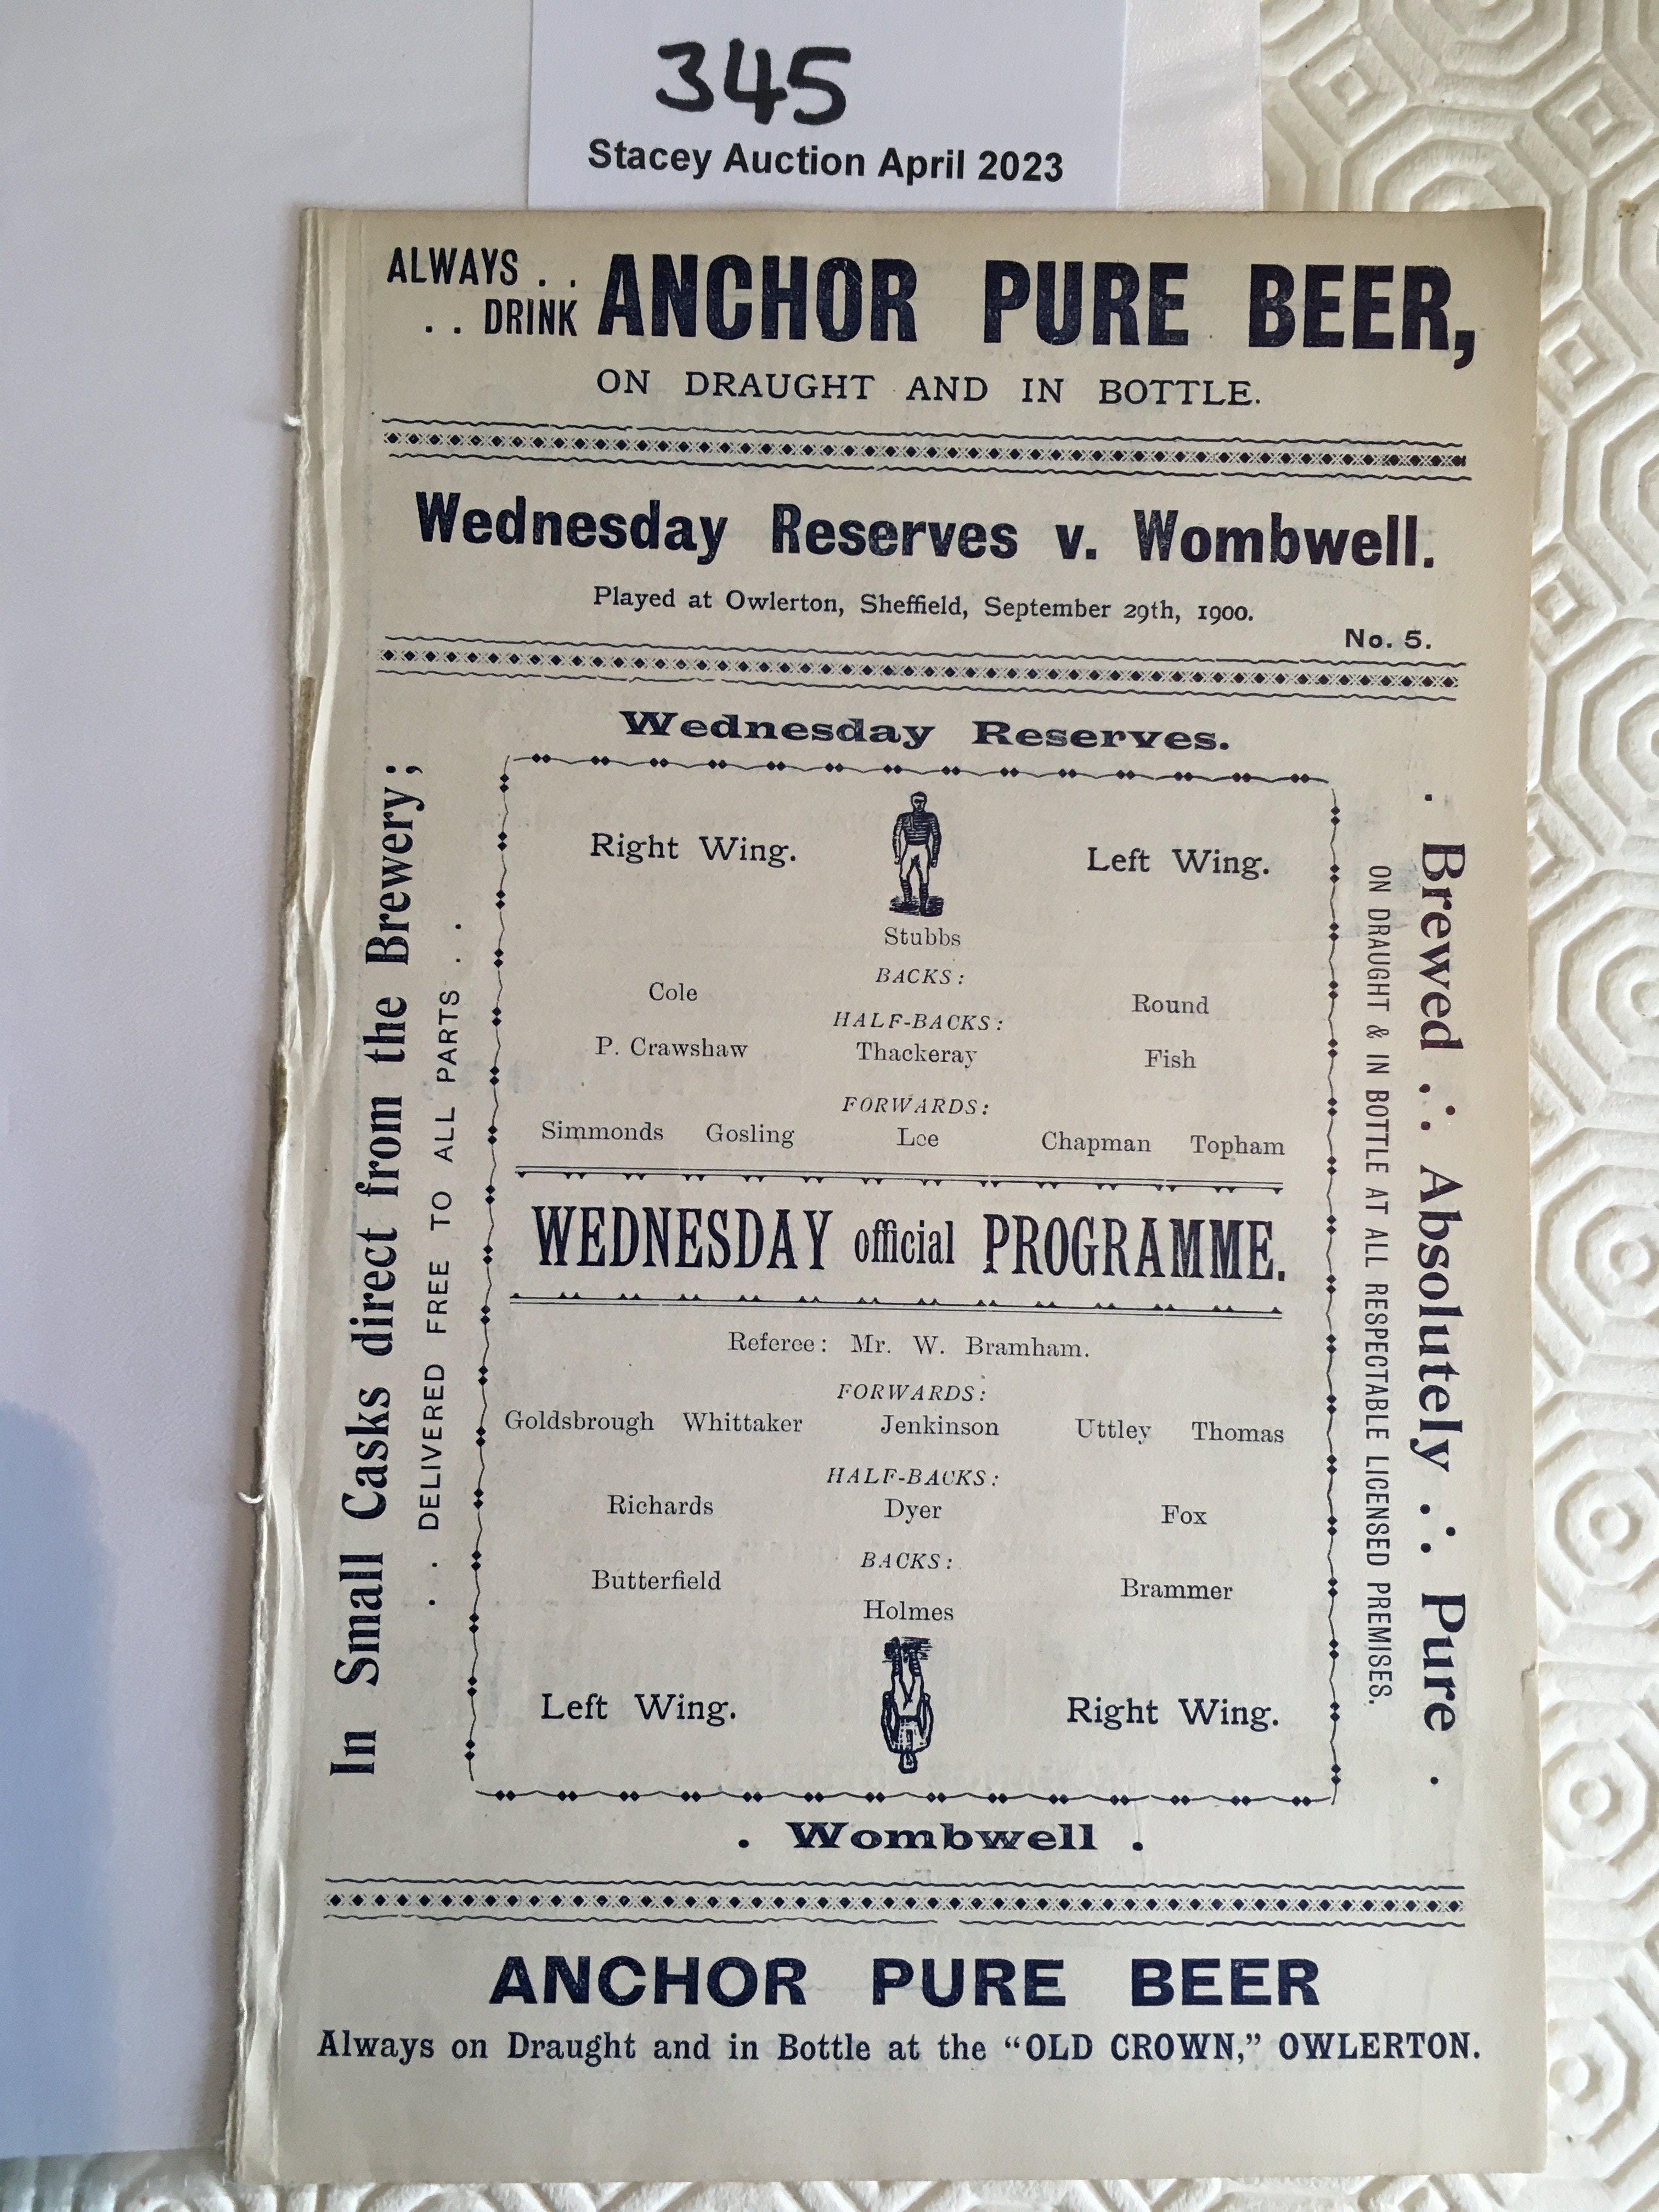 345
Stacey Auction April 2023
ALWAYS . .
. . DRINK ANCHOR PURE BEER,
ON DRAUGHT AND IN BOTTLE.
Wednesday Reserves v. Wombwell.
Played at Owlerton, Sheffield, September 29th, 1900.
No. 5.
In Small Casks direct from the Brewery;
. . DELIVERED FREE TO ALL PARTS . .
Wednesday Reserves.
Right Wing. Left Wing.
Stubbs
BACKS:
Cole Round
HALF-BACKS:
P. Crawshaw Thackeray Fish
FORWARDS:
Simmonds Gosling Lee Chapman Topham
WEDNESDAY official PROGRAMME.
Referee: Mr. W. Bramham.
FORWARDS:
Goldsbrough Whittaker Jenkinson Uttley Thomas
HALF-BACKS:
Richards Dyer Fox
BACKS:
Butterfield Brammer
Holmes
Left Wing. Right Wing.
. Wombwell .
. Brewed ∴ Absolutely ∴ Pure .
ON DRAUGHT & IN BOTTLE AT ALL RESPECTABLE LICENSED PREMISES.
ANCHOR PURE BEER
Always on Draught and in Bottle at the "OLD CROWN," OWLERTON.